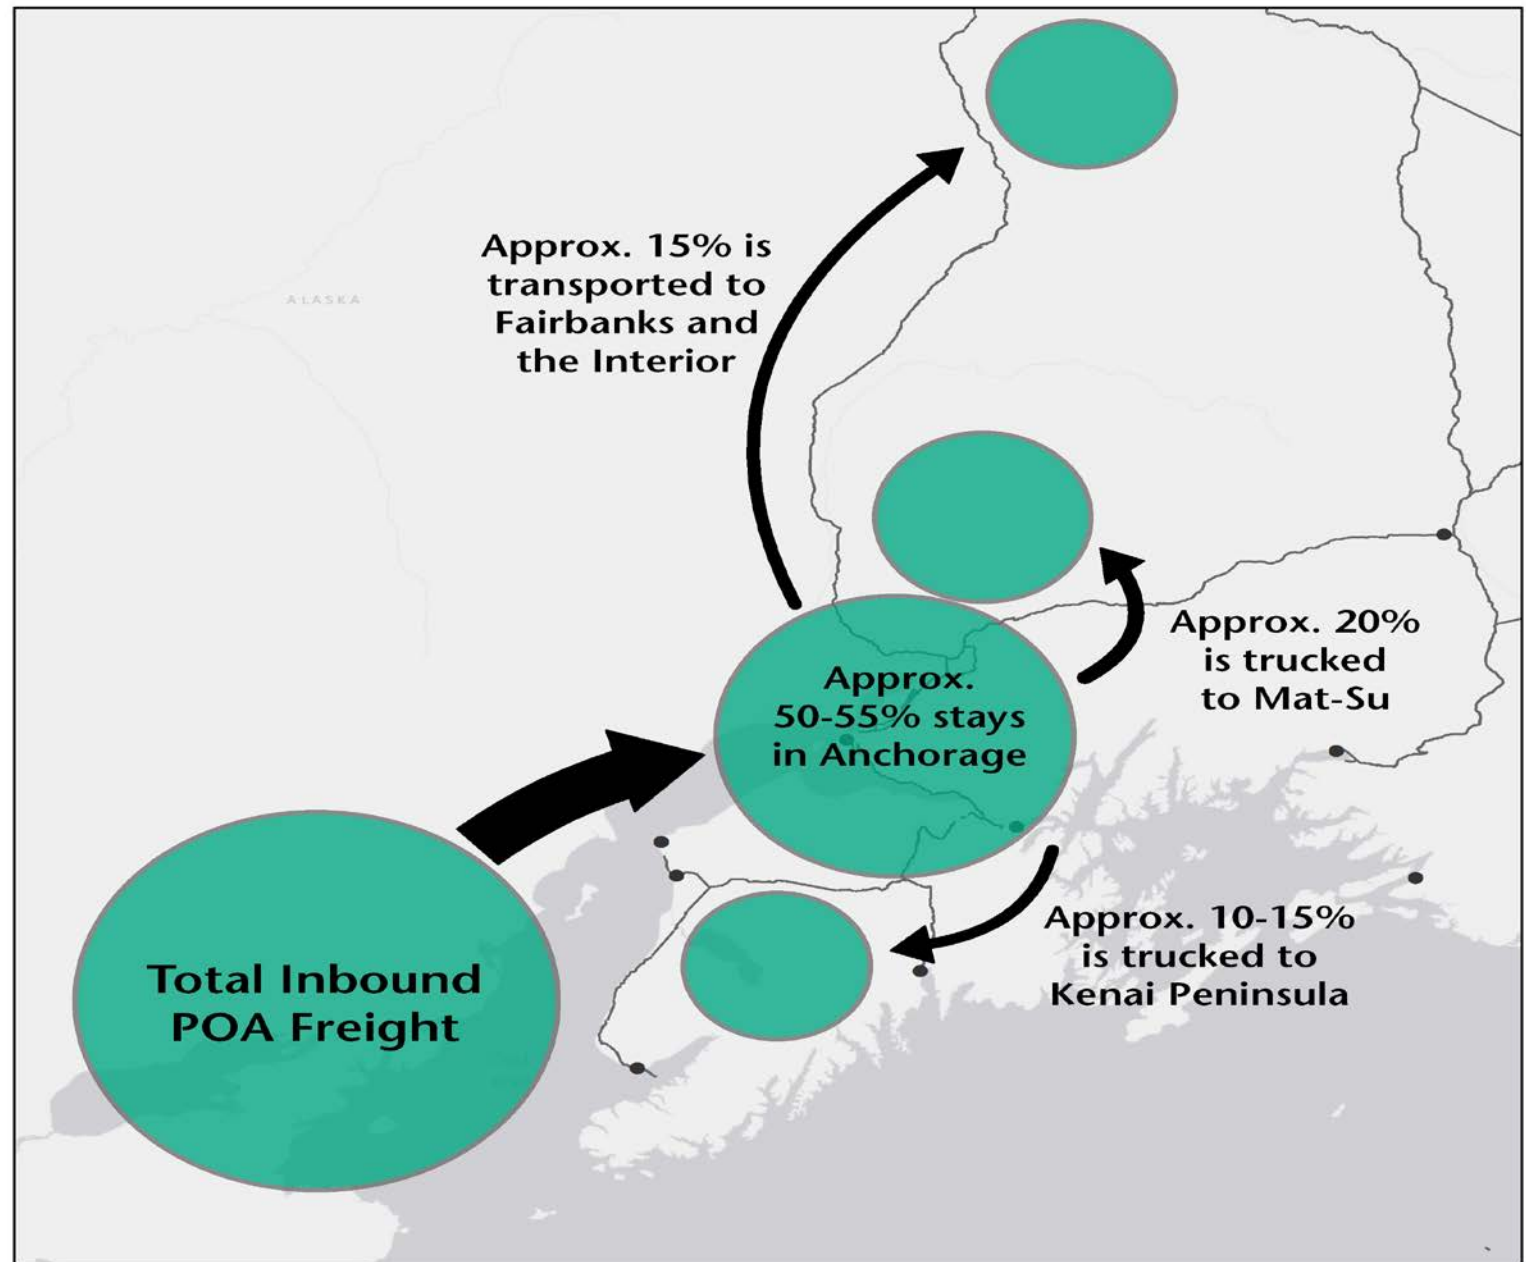 Approx. 15% is
transported to
Fairbanks and
the Interior
ALASKA
Approx. 20%
is trucked
to Mat-Su
Approx.
50-55% stays
in Anchorage
Approx. 10-15%
is trucked to
Kenai Peninsula
Total Inbound
POA Freight